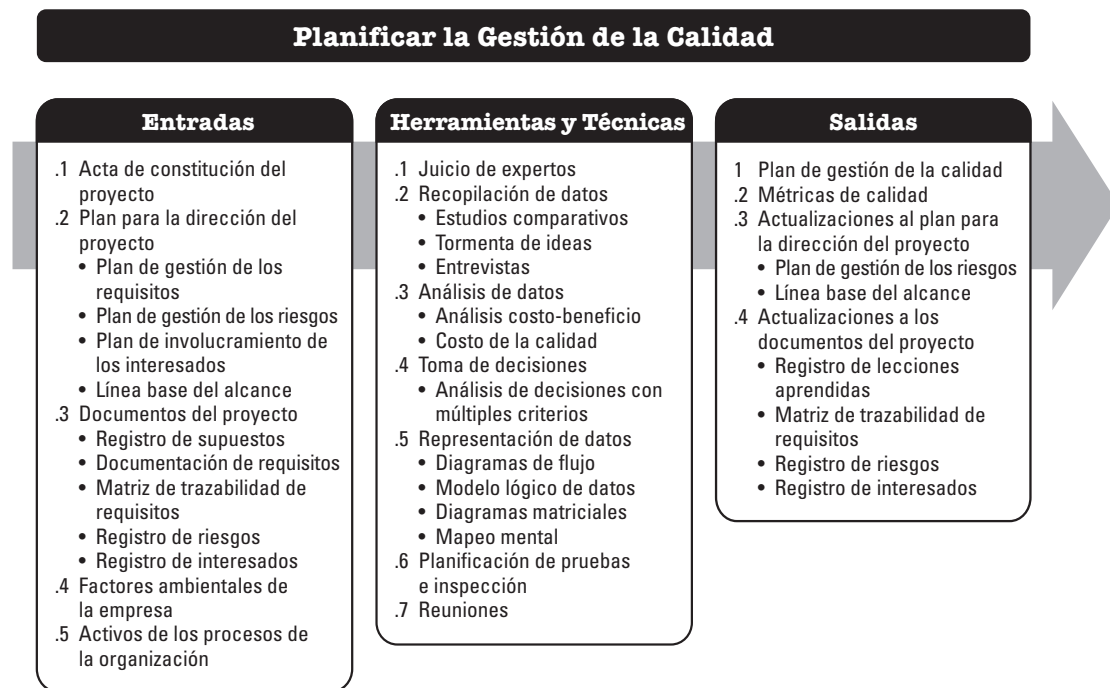 Planificar la Gestión de la Calidad
Entradas
.1 Acta de constitución del
proyecto
.2 Plan para la dirección del
proyecto
• Plan de gestión de los
requisitos
• Plan de gestión de los riesgos
• Plan de involucramiento de
los interesados
• Línea base del alcance
.3 Documentos del proyecto
• Registro de supuestos
• Documentación de requisitos
• Matriz de trazabilidad de
requisitos
• Registro de riesgos
• Registro de interesados
.4 Factores ambientales de
la empresa
.5 Activos de los procesos de
la organización
Herramientas y Técnicas
.1 Juicio de expertos
.2 Recopilación de datos
• Estudios comparativos
• Tormenta de ideas
• Entrevistas
.3 Análisis de datos
• Análisis costo-beneficio
• Costo de la calidad
.4 Toma de decisiones
• Análisis de decisiones con
múltiples criterios
.5 Representación de datos
• Diagramas de flujo
• Modelo lógico de datos
• Diagramas matriciales
• Mapeo mental
.6 Planificación de pruebas
e inspección
.7 Reuniones
Salidas
1 Plan de gestión de la calidad
.2 Métricas de calidad
.3 Actualizaciones al plan para
la dirección del proyecto
• Plan de gestión de los riesgos
• Línea base del alcance
.4 Actualizaciones a los
documentos del proyecto
• Registro de lecciones
aprendidas
• Matriz de trazabilidad de
requisitos
• Registro de riesgos
• Registro de interesados